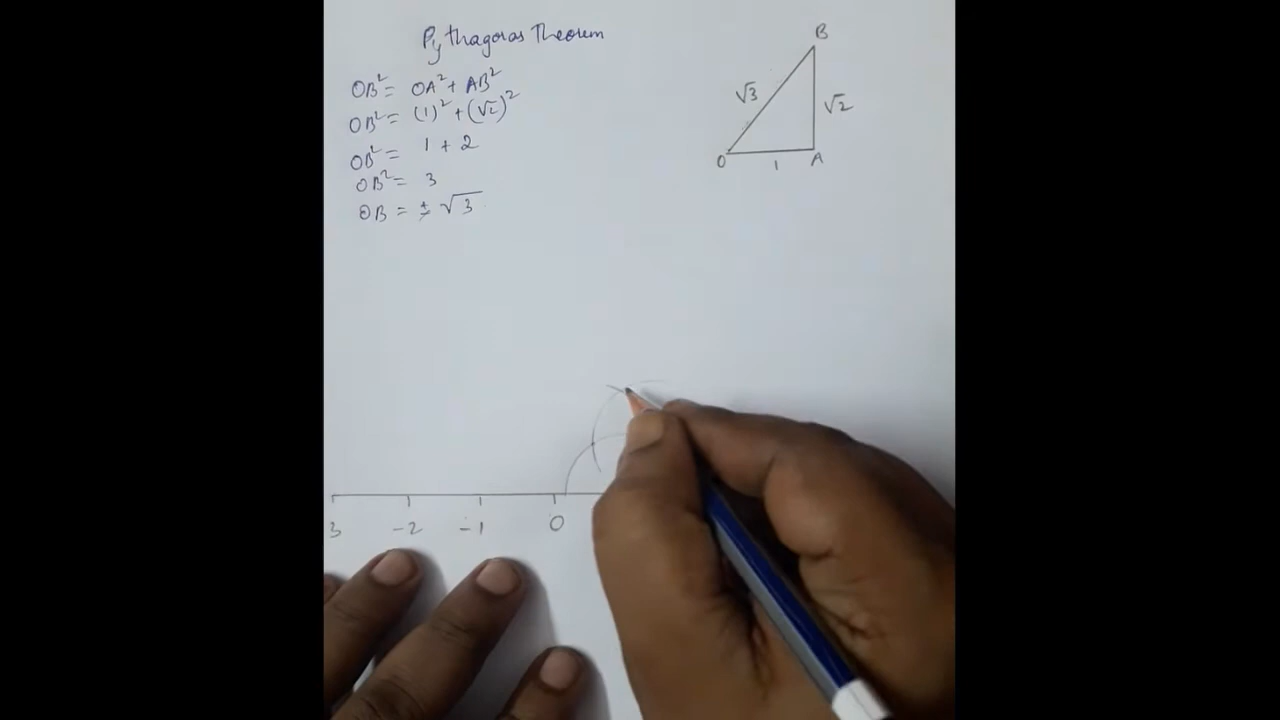 Pythagoras Theorem
OB² = OA² + AB²
OB² = (1)² + (√2)²
OB² = 1 + 2
OB² = 3
OB = ± √3
B
√3
√2
O
1
A
3 -2 -1 0